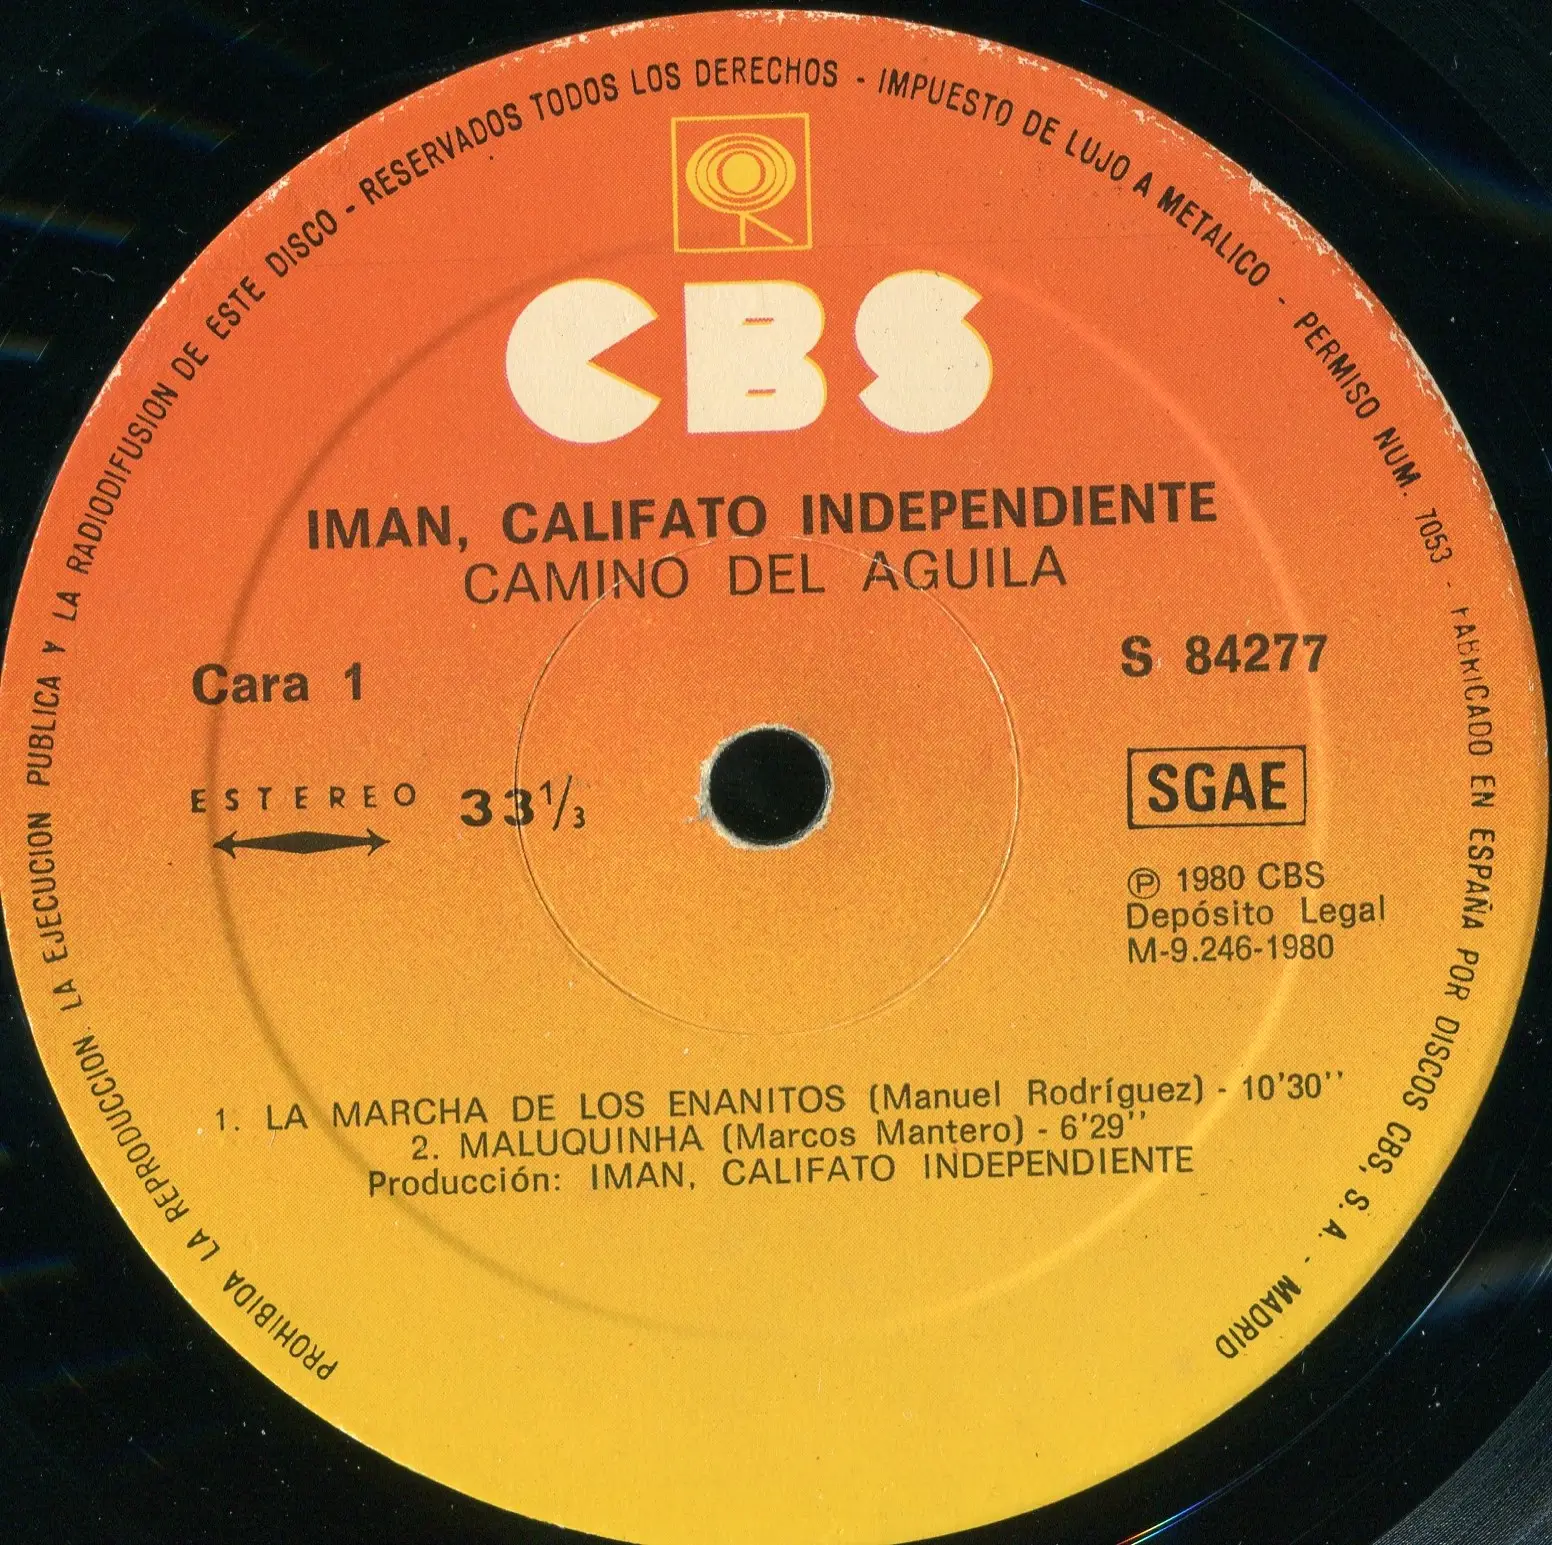 PROHIBIDA LA REPRODUCCION. LA EJECUCION PUBLICA Y LA RADIODIFUSION DE ESTE DISCO - RESERVADOS TODOS LOS DERECHOS - IMPUESTO DE LUJO A METALICO - PERMISO NUM. 7053 - FABRICADO EN ESPAÑA POR DISCOS CBS, S. A. - MADRID
CBS
IMAN, CALIFATO INDEPENDIENTE
CAMINO DEL AGUILA
Cara 1
S 84277
ESTEREO 33 1/3
SGAE
Ⓟ 1980 CBS
Depósito Legal
M-9.246-1980
1. LA MARCHA DE LOS ENANITOS (Manuel Rodríguez) - 10'30''
2. MALUQUINHA (Marcos Mantero) - 6'29''
Producción: IMAN, CALIFATO INDEPENDIENTE